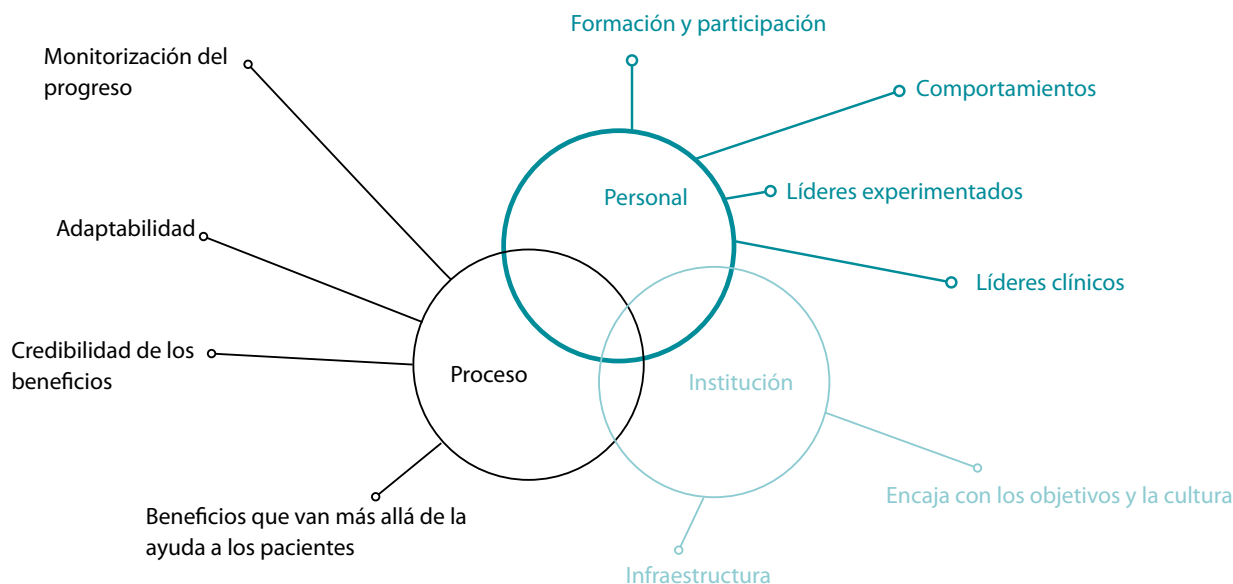 Formación y participación
Monitorización del
progreso
Comportamientos
Personal
Líderes experimentados
Adaptabilidad
Líderes clínicos
Credibilidad de los
beneficios
Proceso
Institución
Encaja con los objetivos y la cultura
Beneficios que van más allá de la
ayuda a los pacientes
Infraestructura